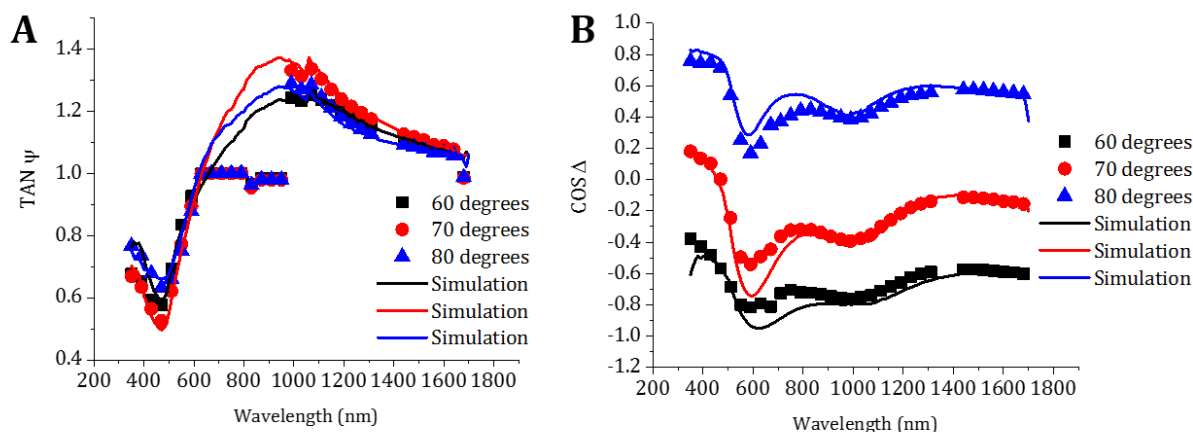 A
TAN ψ
1.4
1.2
1.0
0.8
0.6
0.4
200 400 600 800 1000 1200 1400 1600 1800
Wavelength (nm)
60 degrees
70 degrees
80 degrees
Simulation
Simulation
Simulation
B
COS Δ
1.0
0.8
0.6
0.4
0.2
0.0
-0.2
-0.4
-0.6
-0.8
-1.0
-1.2
200 400 600 800 1000 1200 1400 1600 1800
Wavelength (nm)
60 degrees
70 degrees
80 degrees
Simulation
Simulation
Simulation